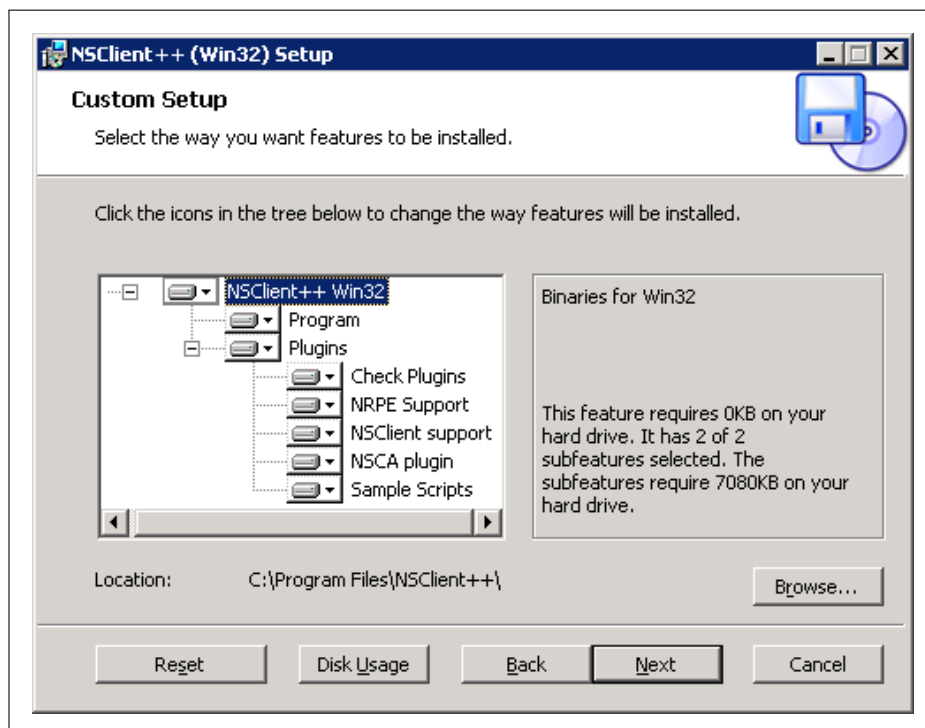 NSClient++ (Win32) Setup
Custom Setup
Select the way you want features to be installed.
Click the icons in the tree below to change the way features will be installed.
NSClient++ Win32
Program
Plugins
Check Plugins
NRPE Support
NSClient support
NSCA plugin
Sample Scripts
Binaries for Win32
This feature requires 0KB on your
hard drive. It has 2 of 2
subfeatures selected. The
subfeatures require 7080KB on your
hard drive.
Location: C:\Program Files\NSClient++\
Browse...
Reset Disk Usage Back Next Cancel